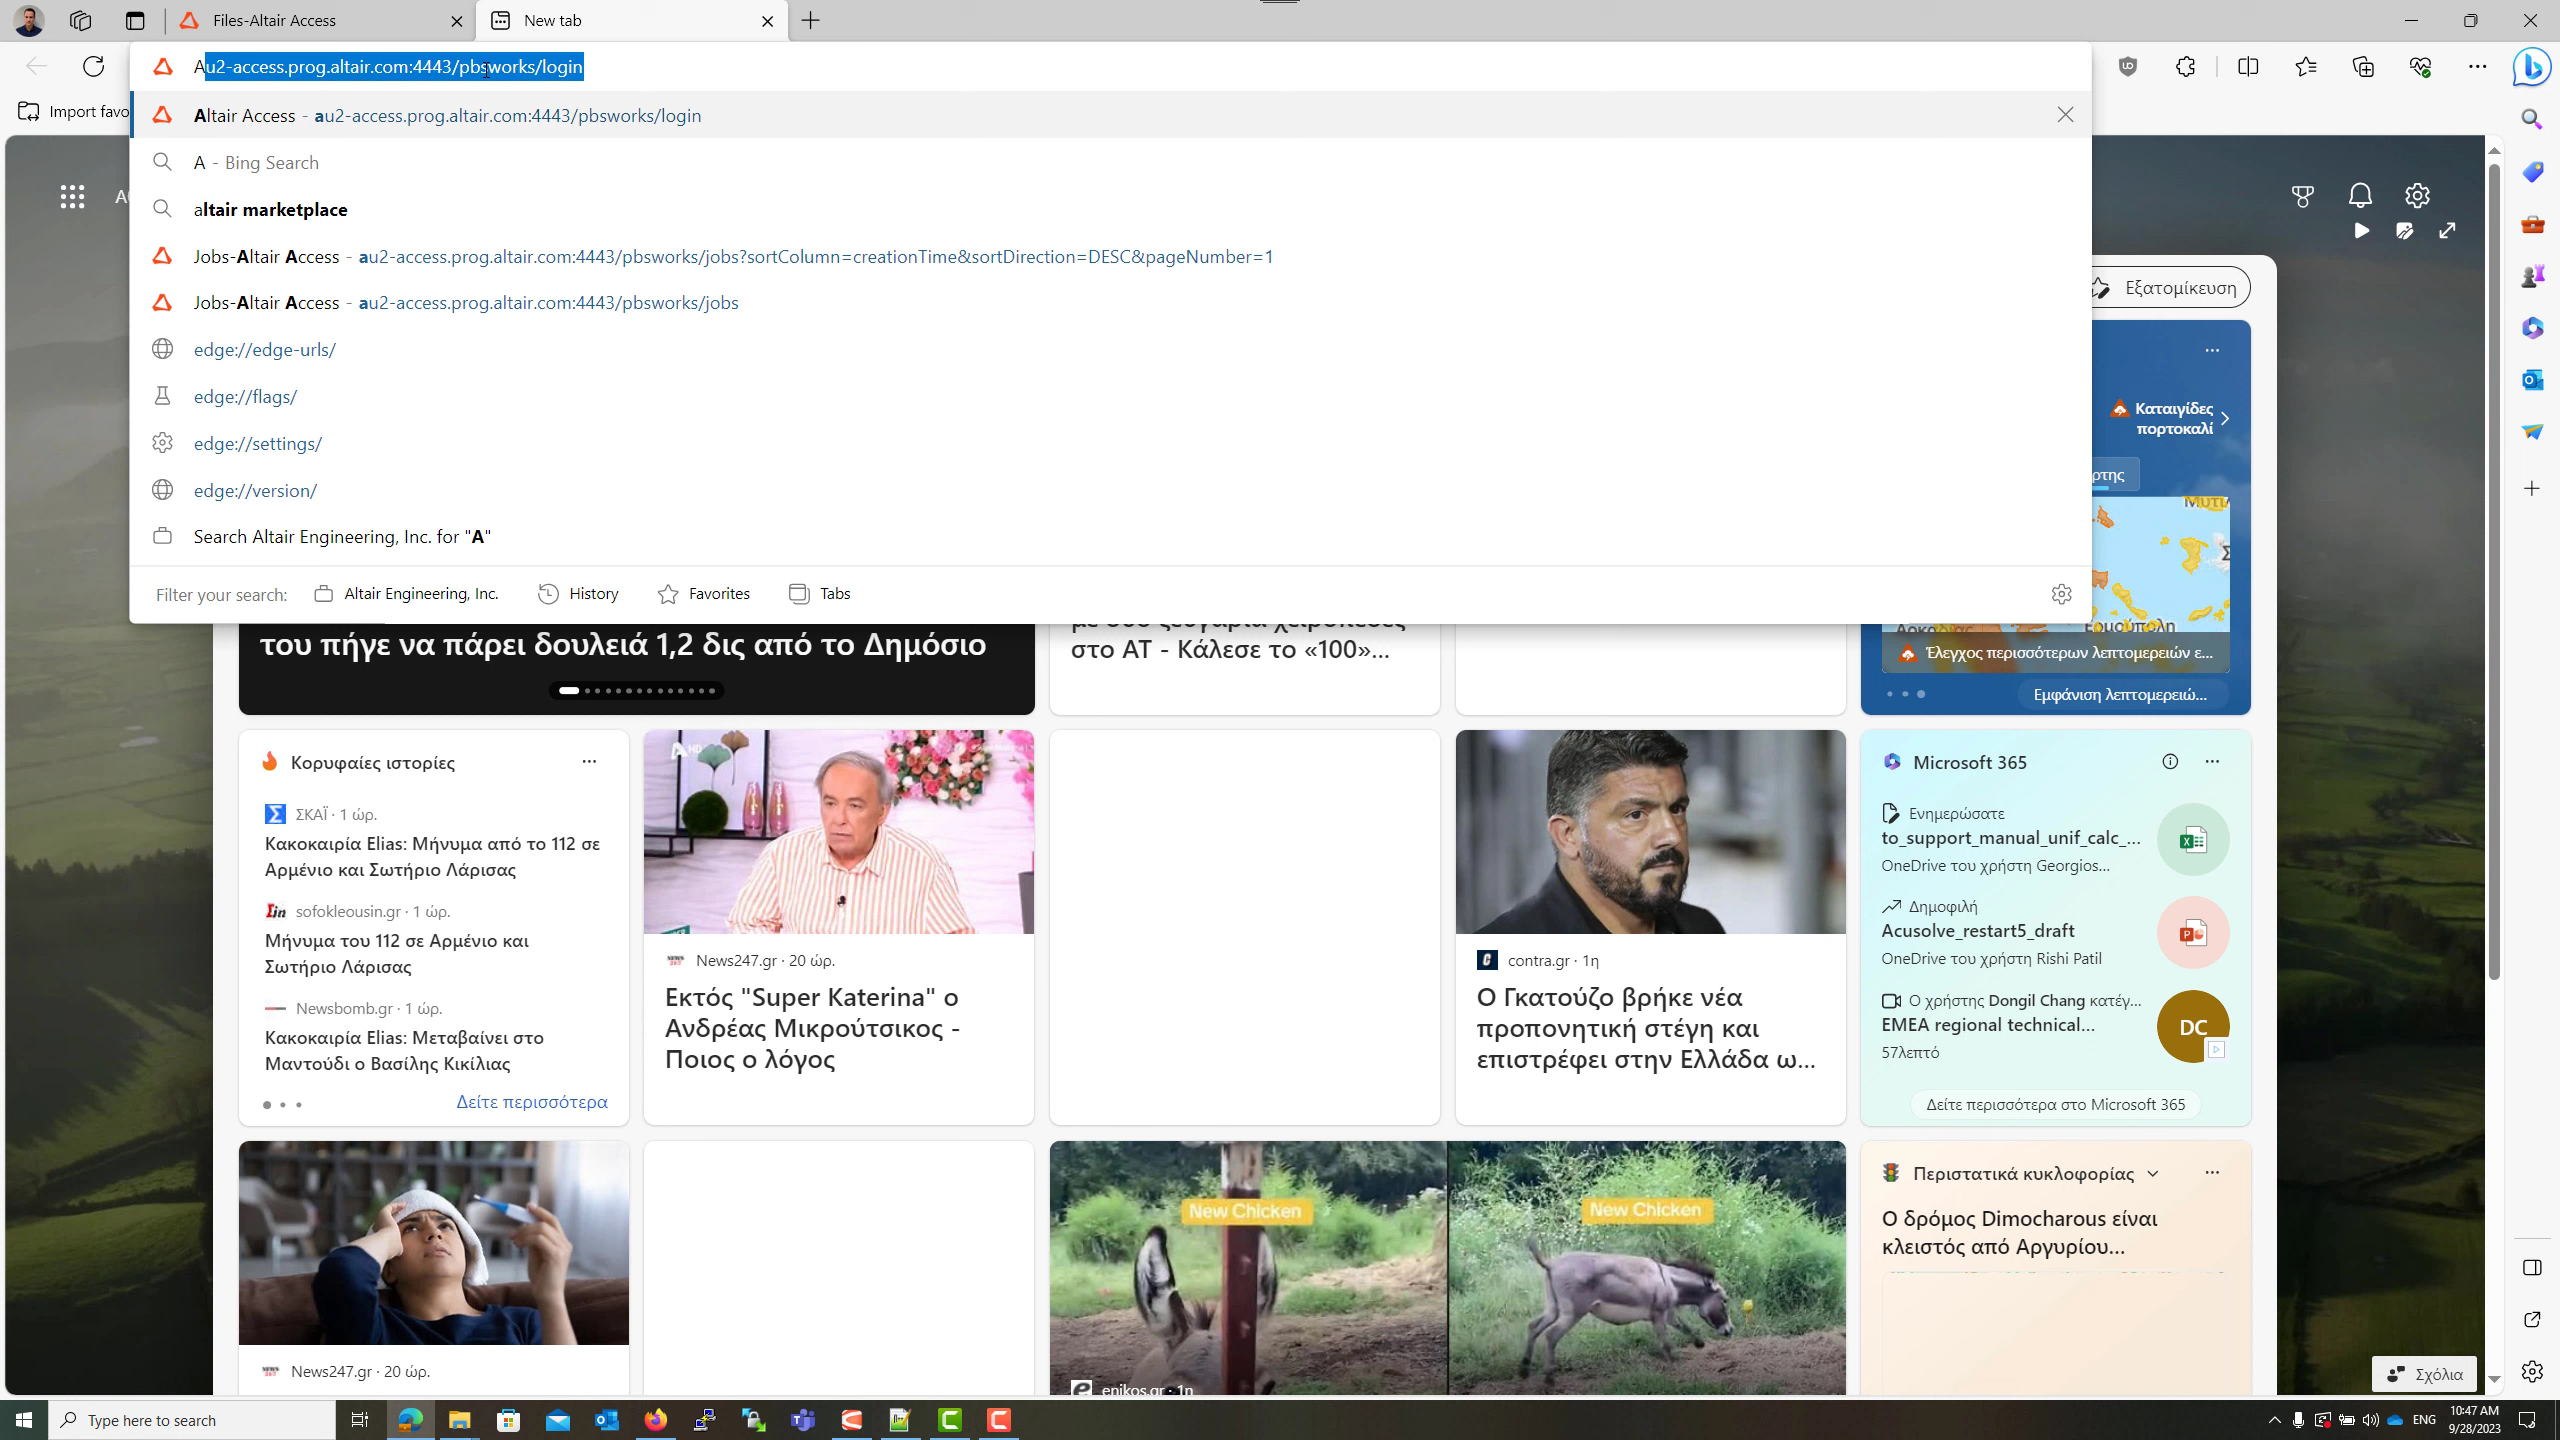 Files-Altair Access
New tab
Au2-access.prog.altair.com:4443/pbsworks/login
Import favo
Altair Access - au2-access.prog.altair.com:4443/pbsworks/login
A - Bing Search
altair marketplace
Jobs-Altair Access - au2-access.prog.altair.com:4443/pbsworks/jobs?sortColumn=creationTime&sortDirection=DESC&pageNumber=1
Jobs-Altair Access - au2-access.prog.altair.com:4443/pbsworks/jobs
edge://edge-urls/
edge://flags/
edge://settings/
edge://version/
Search Altair Engineering, Inc. for "A"
Filter your search: Altair Engineering, Inc. History Favorites Tabs
Εξατομίκευση
Καταιγίδες
πορτοκαλί
Έλεγχος περισσότερων λεπτομερειών ε...
Εμφάνιση λεπτομερειώ...
του πήγε να πάρει δουλειά 1,2 δις από το Δημόσιο
στο ΑΤ - Κάλεσε το «100»...
Κορυφαίες ιστορίες
ΣΚΑΪ · 1 ώρ.
Κακοκαιρία Elias: Μήνυμα από το 112 σε
Αρμένιο και Σωτήριο Λάρισας
sofokleousin.gr · 1 ώρ.
Μήνυμα του 112 σε Αρμένιο και
Σωτήριο Λάρισας
Newsbomb.gr · 1 ώρ.
Κακοκαιρία Elias: Μεταβαίνει στο
Μαντούδι ο Βασίλης Κικίλιας
Δείτε περισσότερα
News247.gr · 20 ώρ.
Εκτός "Super Katerina" ο
Ανδρέας Μικρούτσικος -
Ποιος ο λόγος
contra.gr · 1η
Ο Γκατούζο βρήκε νέα
προπονητική στέγη και
επιστρέφει στην Ελλάδα ω...
Microsoft 365
Ενημερώσατε
to_support_manual_unif_calc_...
OneDrive του χρήστη Georgios...
Δημοφιλή
Acusolve_restart5_draft
OneDrive του χρήστη Rishi Patil
Ο χρήστης Dongil Chang κατέγ...
EMEA regional technical...
57λεπτό
DC
Δείτε περισσότερα στο Microsoft 365
News247.gr · 20 ώρ.
New Chicken
New Chicken
enikos.gr · 1η
Περιστατικά κυκλοφορίας
Ο δρόμος Dimocharous είναι
κλειστός από Αργυρίου...
Σχόλια
Type here to search
ENG
10:47 AM
9/28/2023